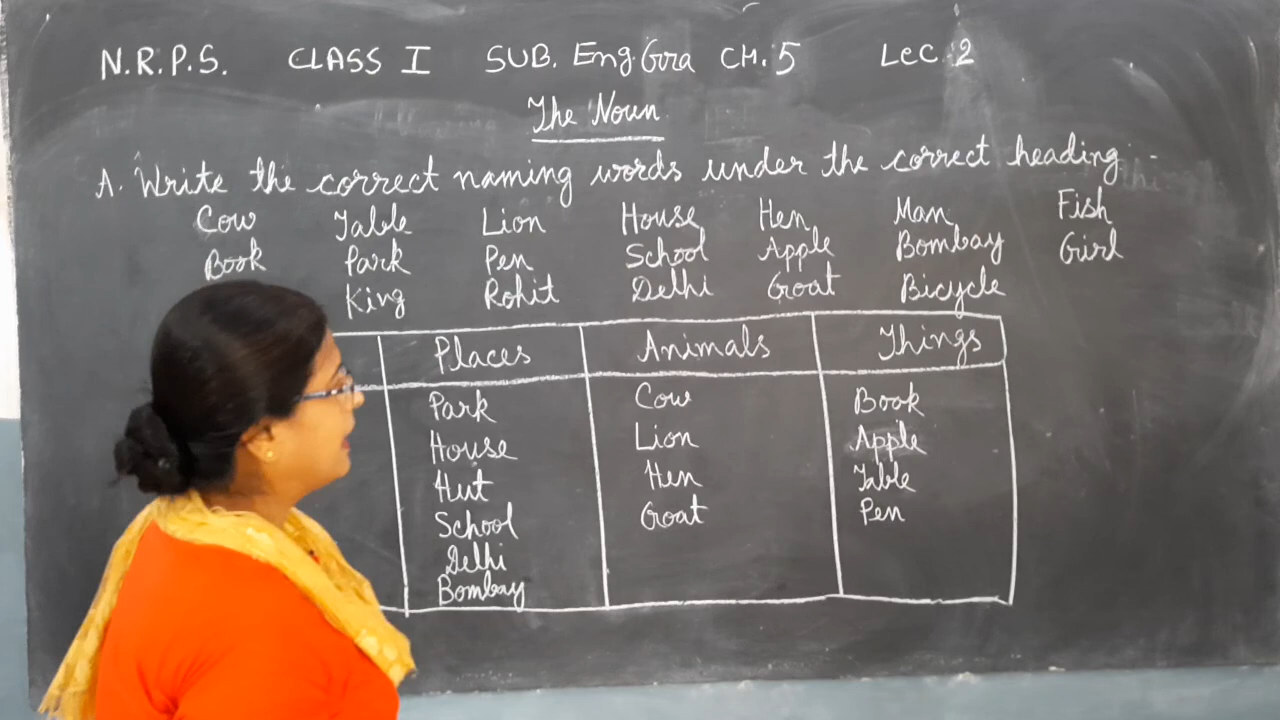 N.R.P.S. CLASS I SUB. Eng. Gra CH. 5 LEC. 2
The Noun
A. Write the correct naming words under the correct heading.
Cow Table Lion House Hen Man Fish
Book Park Pen School Apple Bombay Girl
King Rohit Delhi Goat Bicycle
Places Animals Things
Park Cow Book
House Lion Apple
Hut Hen Table
School Goat Pen
Delhi
Bombay